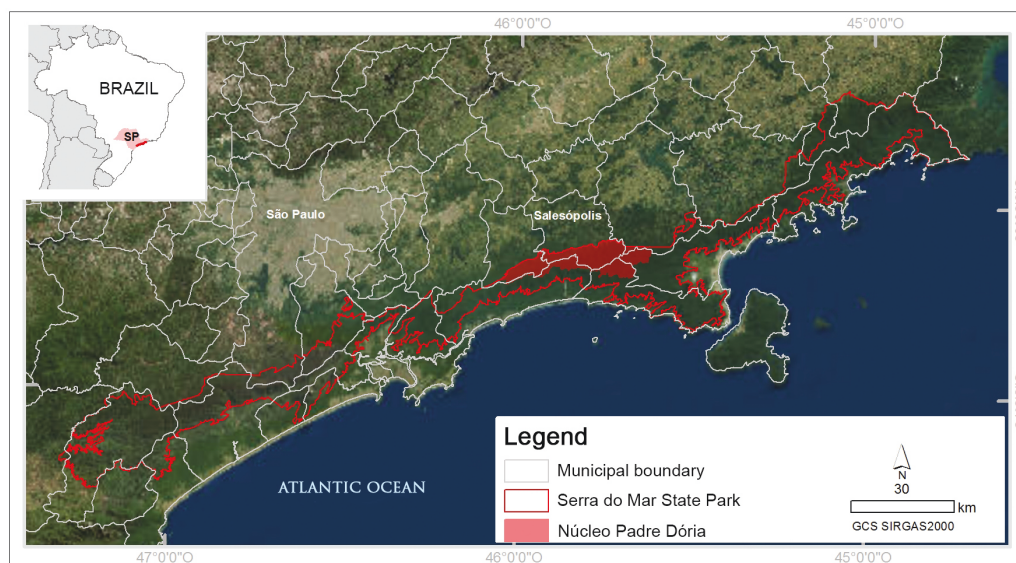 46°0'0"O
45°0'0"O
BRAZIL
SP
São Paulo
Salesópolis
ATLANTIC OCEAN
Legend
Municipal boundary
Serra do Mar State Park
Núcleo Padre Dória
N
30
km
GCS SIRGAS2000
47°0'0"O
46°0'0"O
45°0'0"O